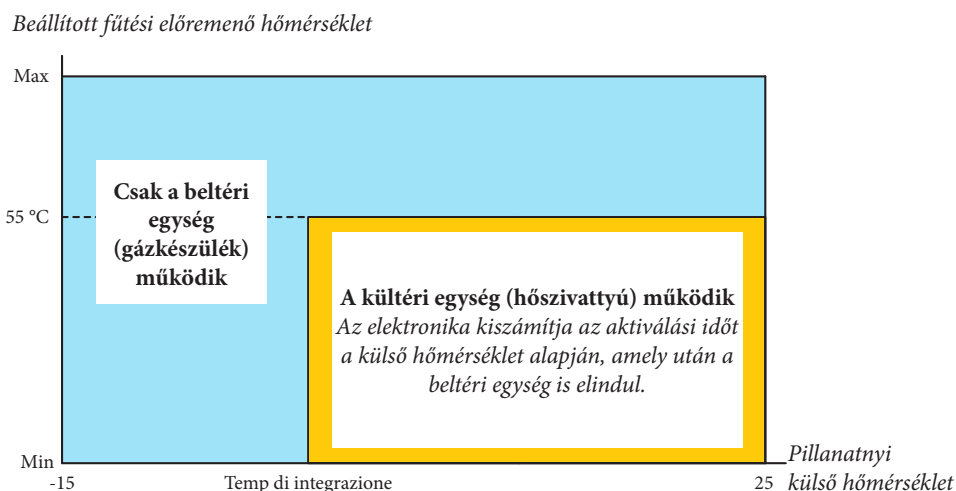 Beállított fűtési előremenő hőmérséklet
Max
Csak a beltéri
egység
(gázkészülék)
működik
55 °C
A kültéri egység (hőszivattyú) működik
Az elektronika kiszámítja az aktiválási időt
a külső hőmérséklet alapján, amely után a
beltéri egység is elindul.
Min
-15
Temp di integrazione
25
Pillanatnyi
külső hőmérséklet